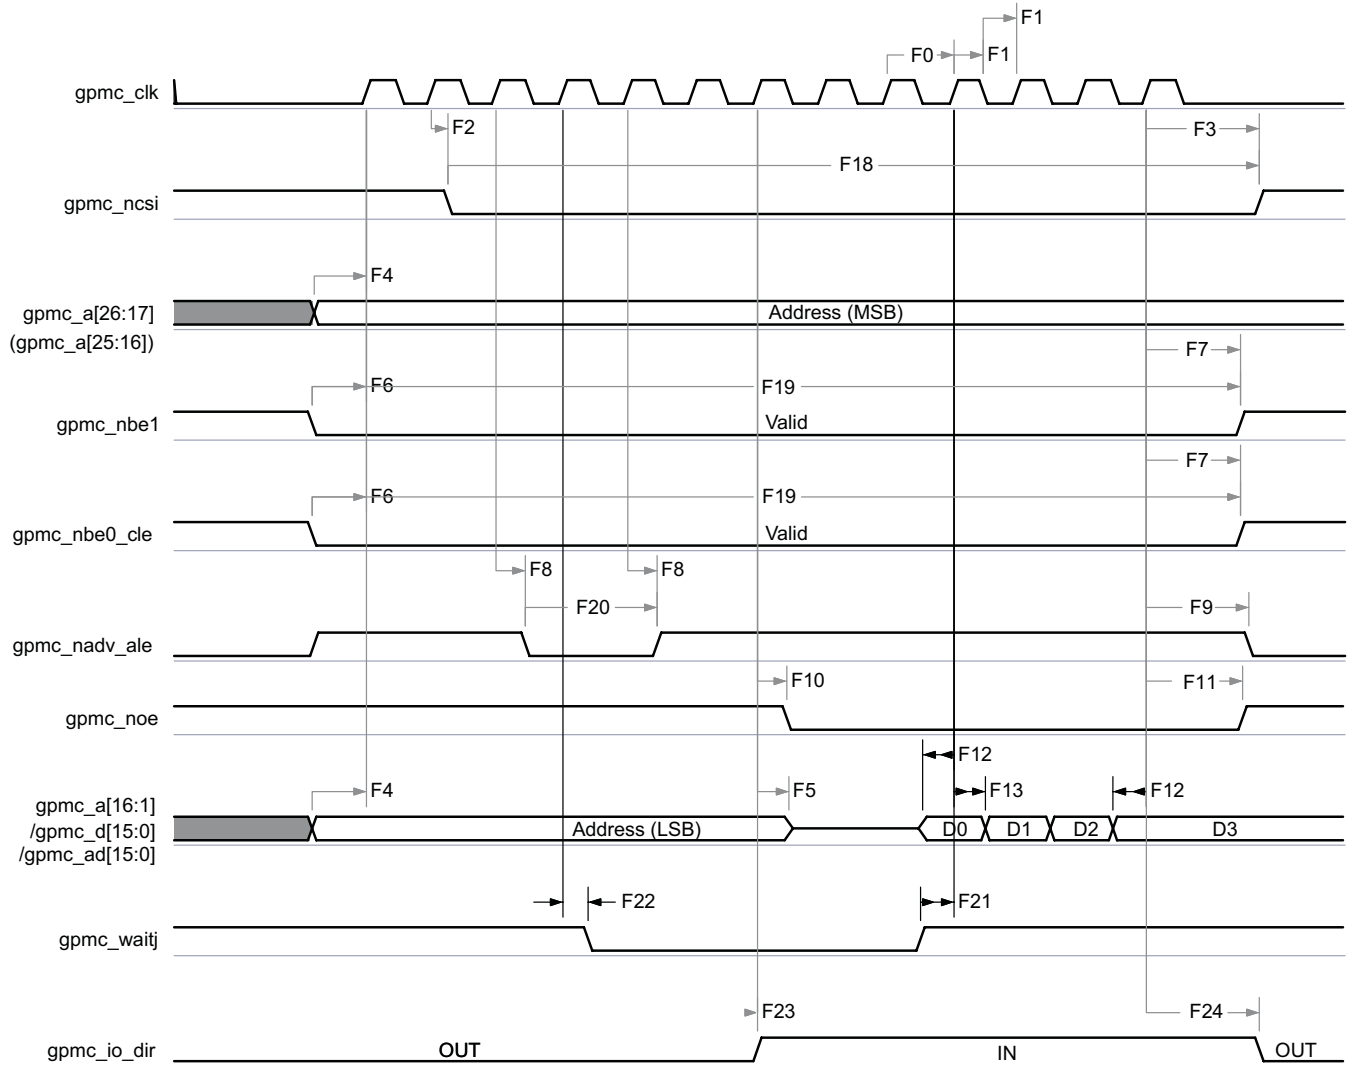 F1
F0
F1
gpmc_clk
F2
F3
F18
gpmc_ncsi
F4
gpmc_a[26:17]
(gpmc_a[25:16])
Address (MSB)
F7
F6
F19
gpmc_nbe1
Valid
F7
F6
F19
gpmc_nbe0_cle
Valid
F8
F8
F20
F9
gpmc_nadv_ale
F10
F11
gpmc_noe
F12
F4
F5
F13
F12
gpmc_a[16:1]
/gpmc_d[15:0]
/gpmc_ad[15:0]
Address (LSB)
D0
D1
D2
D3
F22
F21
gpmc_waitj
F23
F24
gpmc_io_dir
OUT
IN
OUT